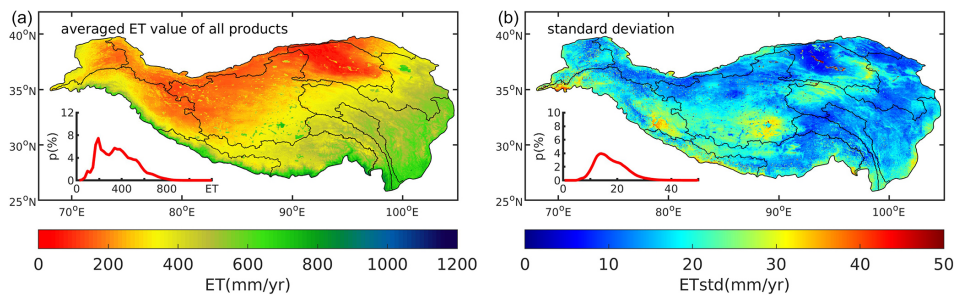 (a)
averaged ET value of all products
40°N
35°N
30°N
25°N
12
8
4
0
p(%)
0 400 800 ET
70°E 80°E 90°E 100°E
0 200 400 600 800 1000 1200
ET(mm/yr)
(b)
standard deviation
40°N
35°N
30°N
25°N
10
8
6
4
2
0
p(%)
0 20 40
70°E 80°E 90°E 100°E
0 10 20 30 40 50
ETstd(mm/yr)